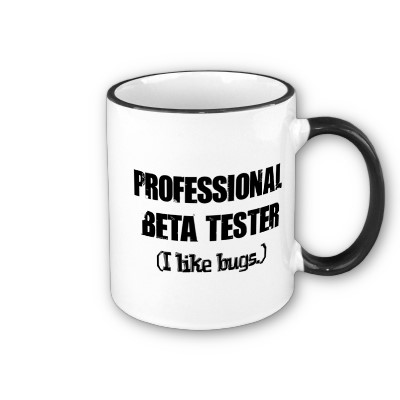 PROFESSIONAL
BETA TESTER
(I like bugs.)